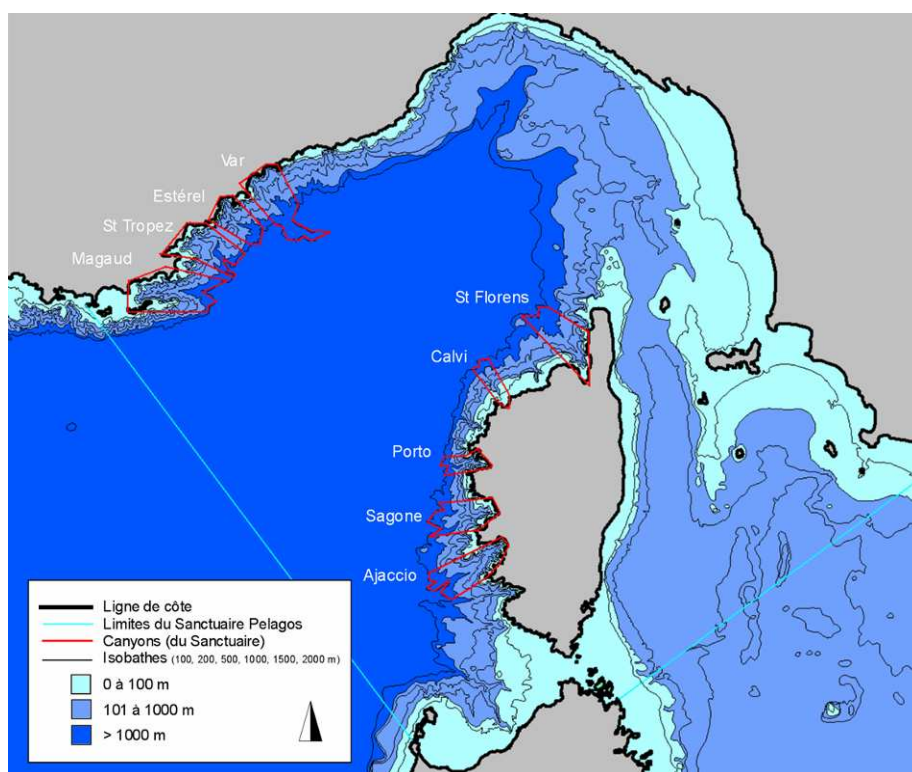 Var
Estérel
St Tropez
Magaud
St Florens
Calvi
Porto
Sagone
Ajaccio
Ligne de côte
Limites du Sanctuaire Pelagos
Canyons (du Sanctuaire)
Isobathes (100, 200, 500, 1000, 1500, 2000 m)
0 à 100 m
101 à 1000 m
> 1000 m